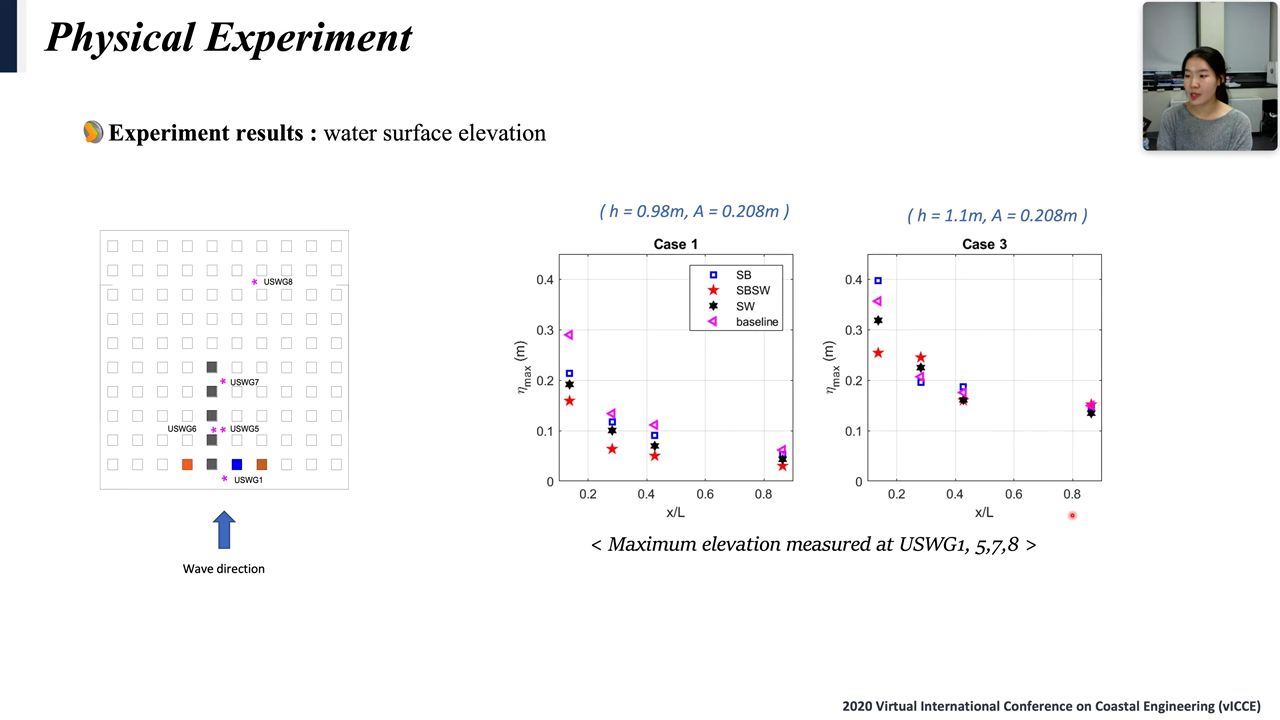 Physical Experiment
Experiment results : water surface elevation
* USWG8
* USWG7
USWG6 ** USWG5
* USWG1
Wave direction
( h = 0.98m, A = 0.208m )
Case 1
SB
SBSW
SW
baseline
0.4
0.3
0.2
0.1
0
ηmax (m)
0.2 0.4 0.6 0.8
x/L
( h = 1.1m, A = 0.208m )
Case 3
0.4
0.3
0.2
0.1
0
ηmax (m)
0.2 0.4 0.6 0.8
x/L
< Maximum elevation measured at USWG1, 5,7,8 >
2020 Virtual International Conference on Coastal Engineering (vICCE)